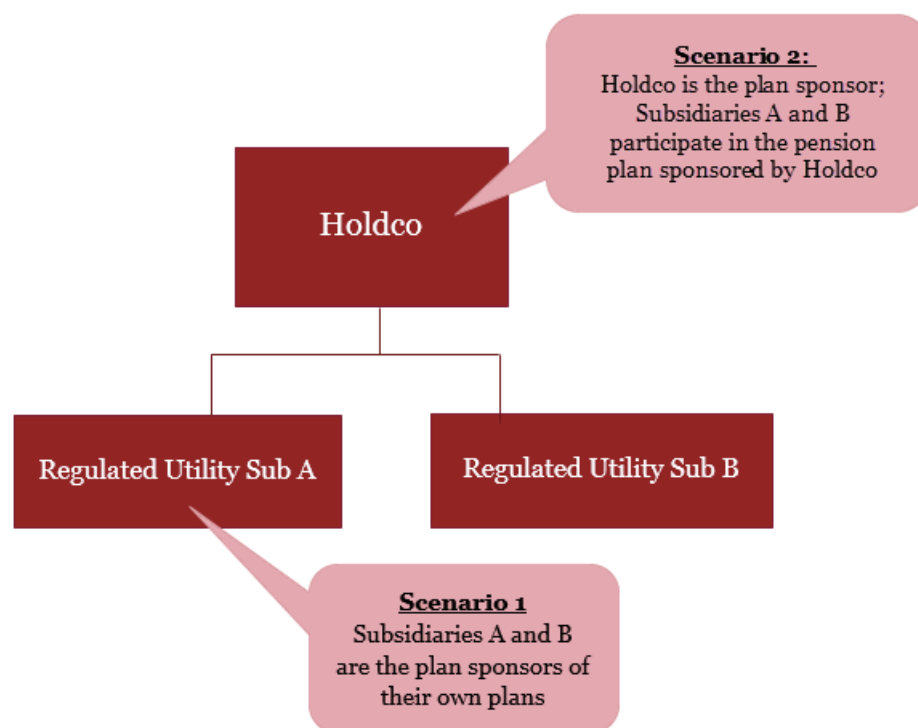 Scenario 2:
Holdco is the plan sponsor;
Subsidiaries A and B
participate in the pension
plan sponsored by Holdco
Holdco
Regulated Utility Sub A
Regulated Utility Sub B
Scenario 1
Subsidiaries A and B
are the plan sponsors of
their own plans